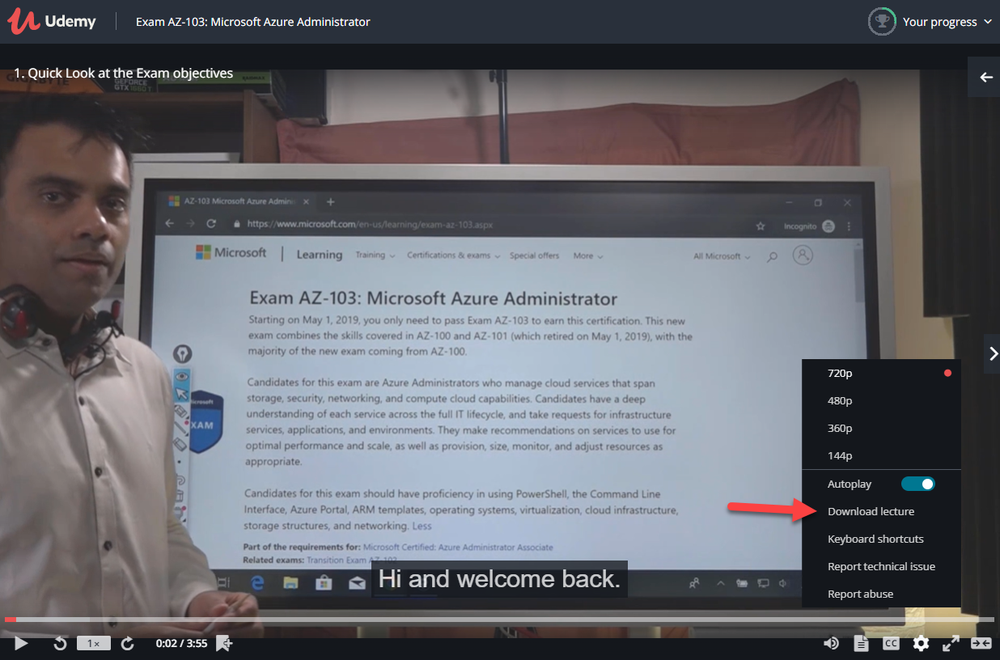 Udemy
Exam AZ-103: Microsoft Azure Administrator
Your progress
1. Quick Look at the Exam objectives
GIGABYTE
GEFORCE
AZ-103 Microsoft Azure Admini
https://www.microsoft.com/en-us/learning/exam-az-103.aspx
Incognito
Microsoft
Learning
Training
Certifications & exams
Special offers
More
All Microsoft
Exam AZ-103: Microsoft Azure Administrator
Starting on May 1, 2019, you only need to pass Exam AZ-103 to earn this certification. This new
exam combines the skills covered in AZ-100 and AZ-101 (which retired on May 1, 2019), with the
majority of the new exam coming from AZ-100.
Candidates for this exam are Azure Administrators who manage cloud services that span
storage, security, networking, and compute cloud capabilities. Candidates have a deep
understanding of each service across the full IT lifecycle, and take requests for infrastructure
services, applications, and environments. They make recommendations on services to use for
optimal performance and scale, as well as provision, size, monitor, and adjust resources as
appropriate.
Candidates for this exam should have proficiency in using PowerShell, the Command Line
Interface, Azure Portal, ARM templates, operating systems, virtualization, cloud infrastructure,
storage structures, and networking. Less
Part of the requirements for: Microsoft Certified: Azure Administrator Associate
Related exams: Transition Exam AZ-102
EXAM
Hi and welcome back.
720p
480p
360p
144p
Autoplay
Download lecture
Keyboard shortcuts
Report technical issue
Report abuse
1×
0:02 / 3:55
CC